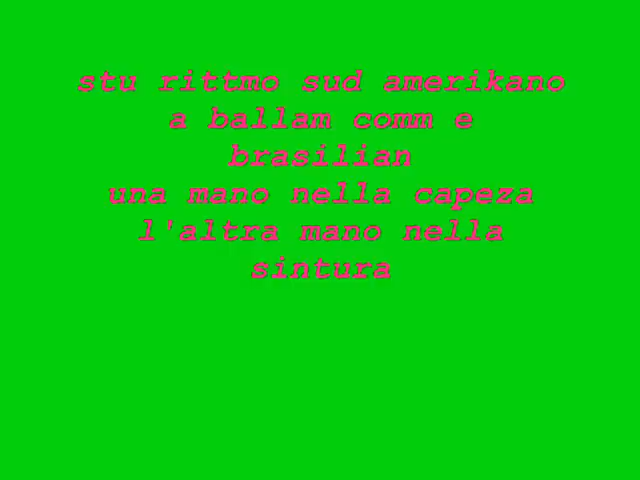 stu rittmo sud amerikano
a ballam comm e
brasilian
una mano nella capeza
l'altra mano nella
sintura